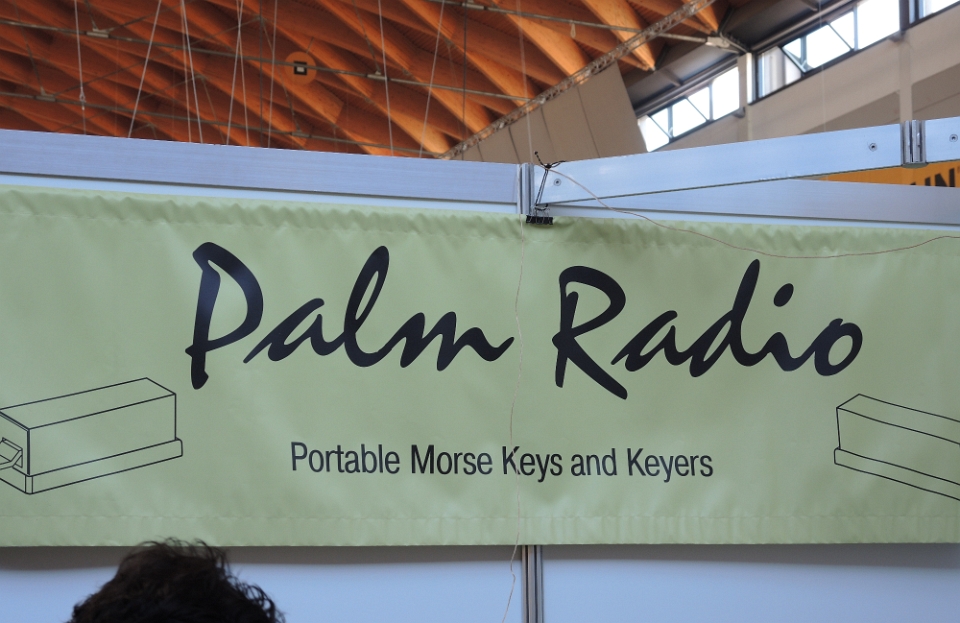 Palm Radio
Portable Morse Keys and Keyers